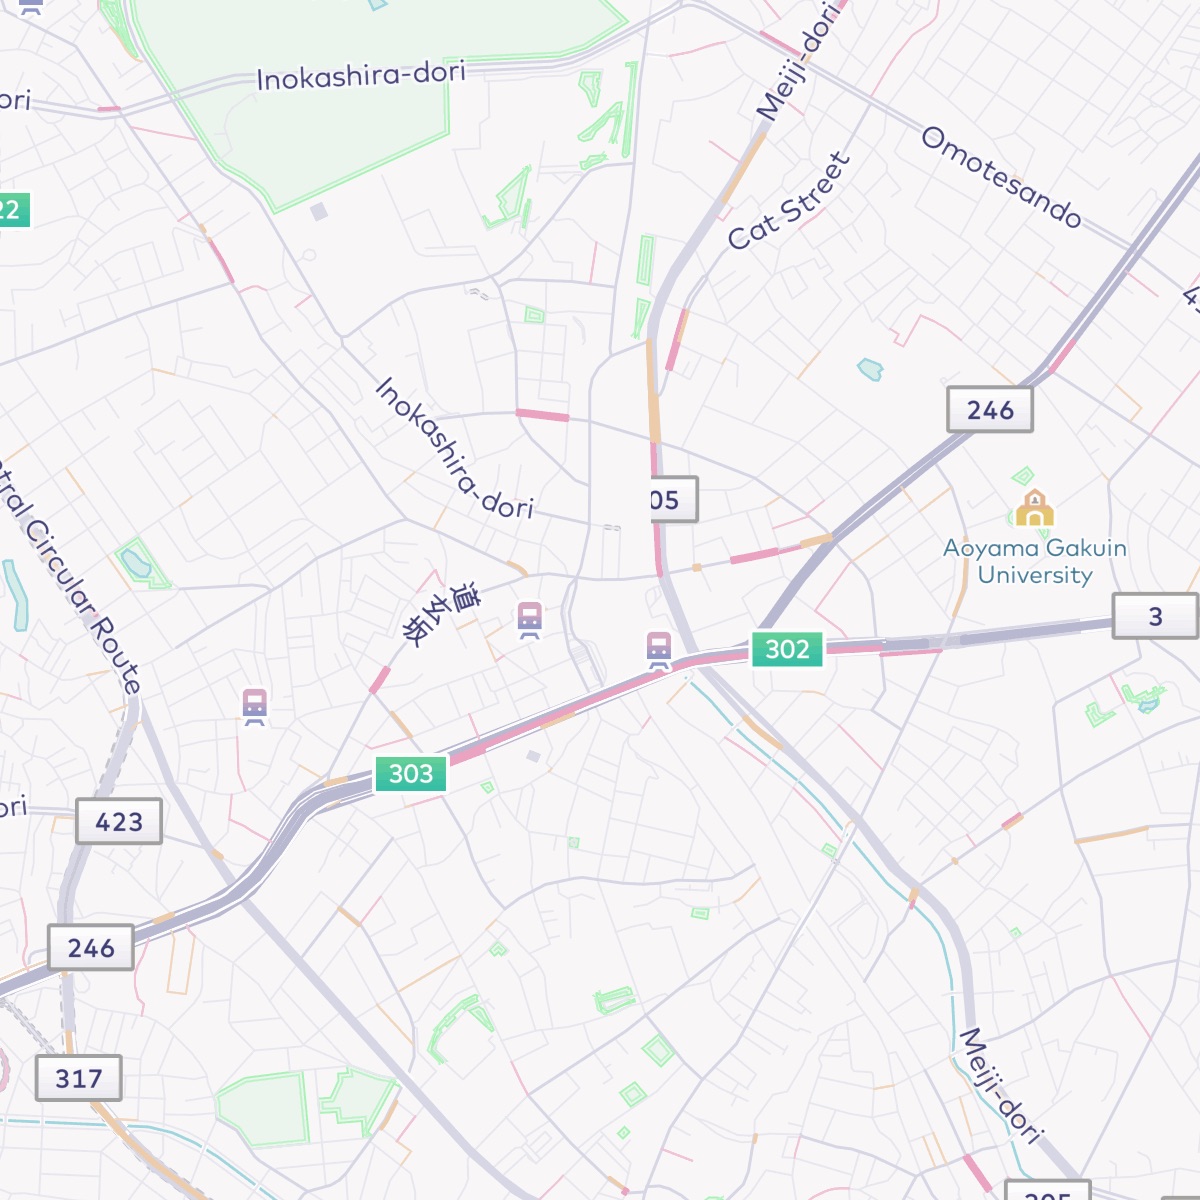 Meiji-dori
Inokashira-dori
ori
Omotesando
Cat Street
22
Inokashira-dori
246
05
Aoyama Gakuin
University
tral Circular Route
道玄坂
3
302
303
ori
423
246
317
Meiji-dori
305